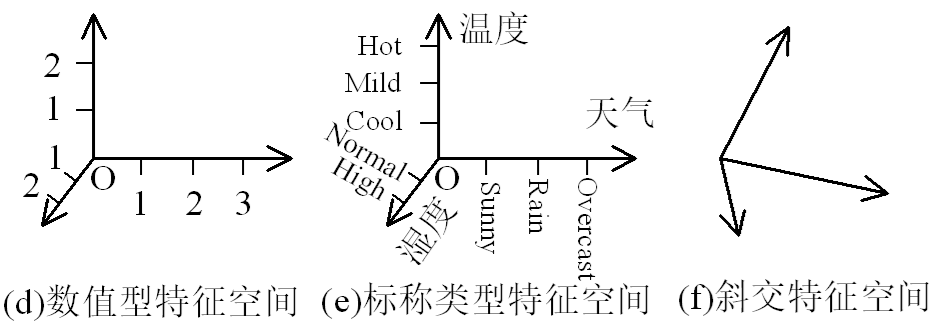 2
1
1
2
O
1
2
3
(d)数值型特征空间
温度
Hot
Mild
Cool
Normal
High
湿度
O
天气
Sunny
Rain
Overcast
(e)标称类型特征空间
(f)斜交特征空间